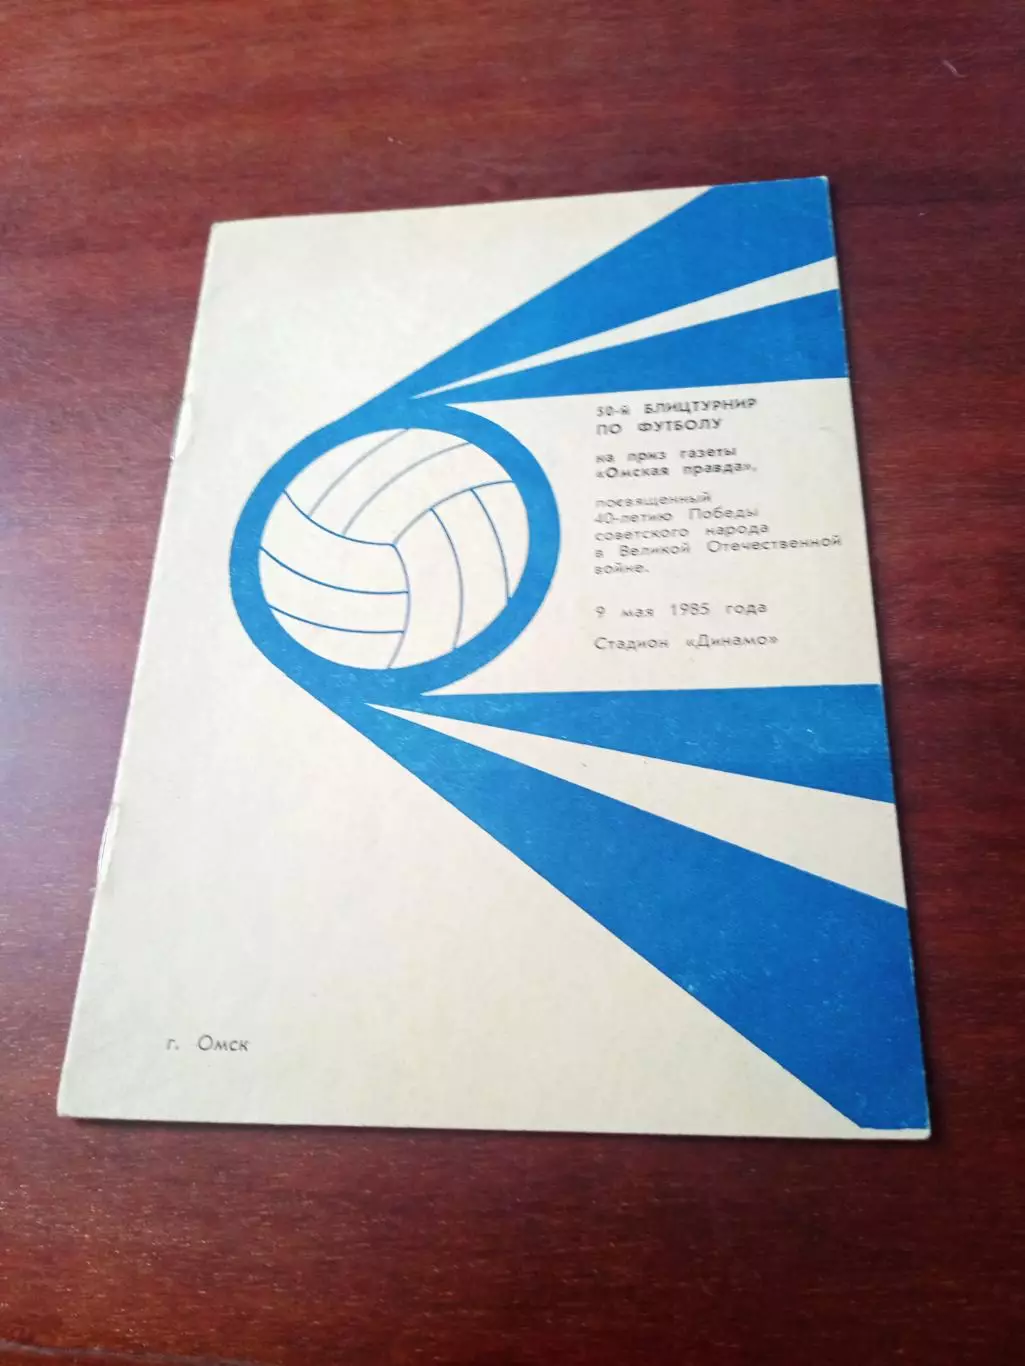 50-й БЛИЦТУРНИР
ПО ФУТБОЛУ
на приз газеты
«Омская правда»,
посвященный
40-летию Победы
советского народа
в Великой Отечественной
войне.
9 мая 1985 года
Стадион «Динамо»
г. Омск